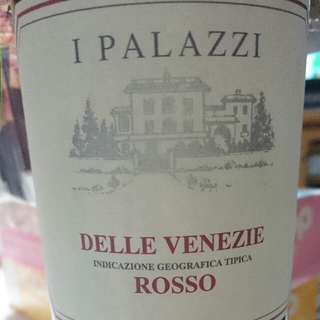 I PALAZZI
DELLE VENEZIE
INDICAZIONE GEOGRAFICA TIPICA
ROSSO